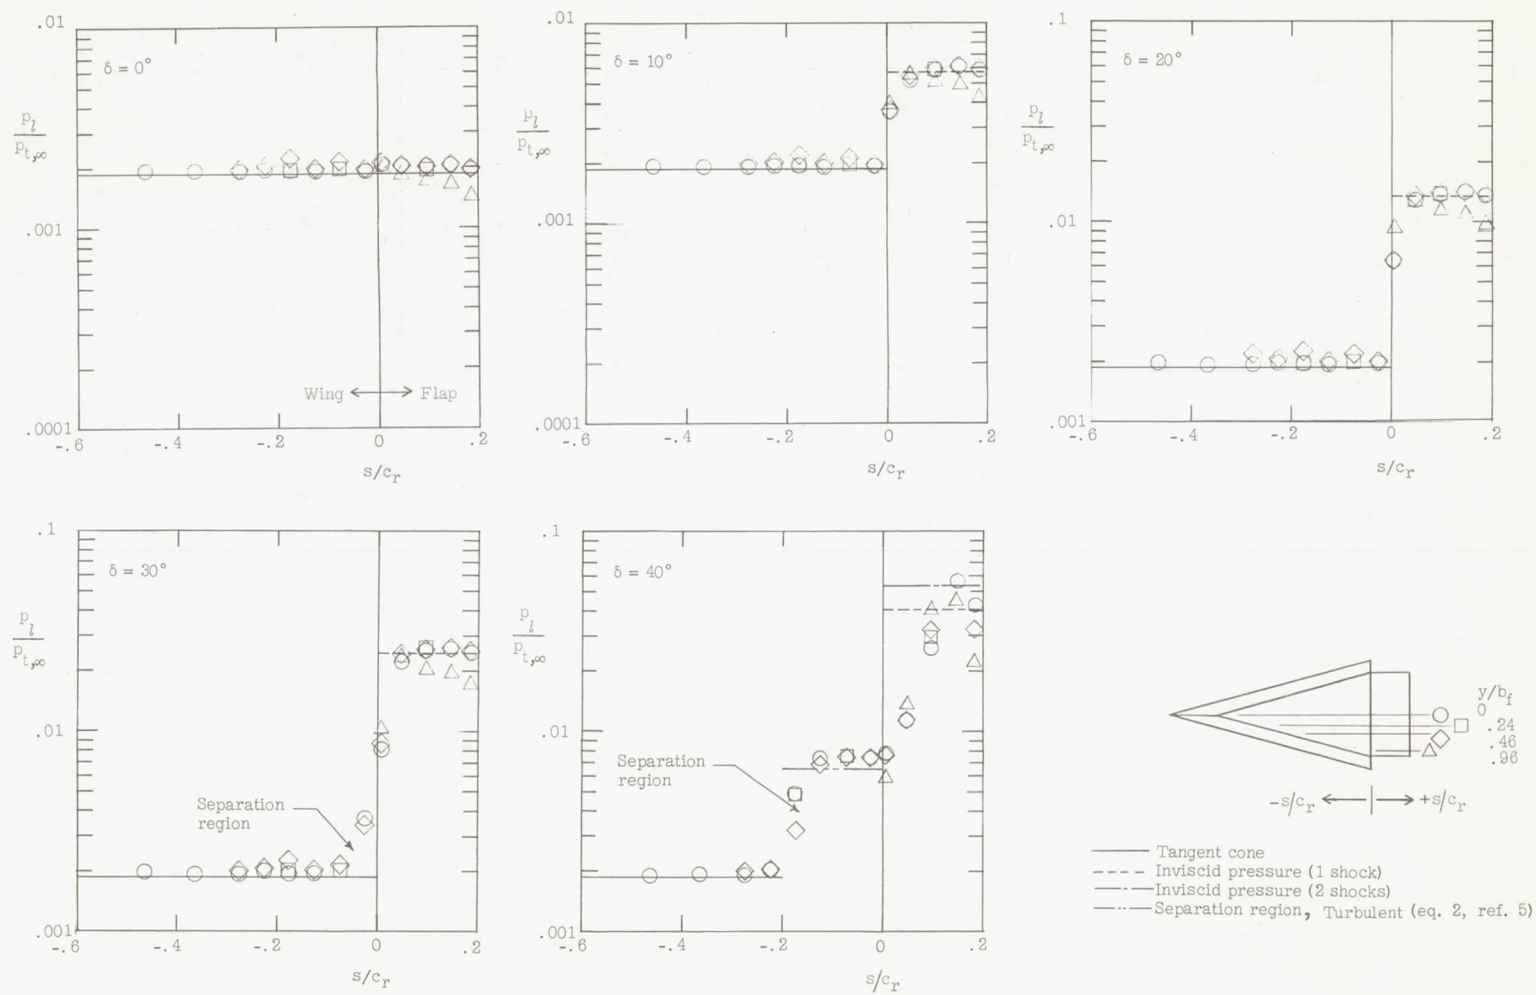 .01
δ = 0°
p_l
p_t,∞
.001
Wing Flap
.0001
-.6 -.4 -.2 0 .2
s/c_r
.01
δ = 10°
p_l
p_t,∞
.001
.0001
-.6 -.4 -.2 0 .2
s/c_r
.1
δ = 20°
p_l
p_t,∞
.01
.001
-.6 -.4 -.2 0 .2
s/c_r
.1
δ = 30°
p_l
p_t,∞
.01
Separation
region
.001
-.6 -.4 -.2 0 .2
s/c_r
.1
δ = 40°
p_l
p_t,∞
.01
Separation
region
.001
-.6 -.4 -.2 0 .2
s/c_r
y/b_f
0
.24
.46
.96
-s/c_r +s/c_r
Tangent cone
Inviscid pressure (1 shock)
Inviscid pressure (2 shocks)
Separation region, Turbulent (eq. 2, ref. 5)